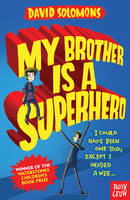 DAVID SOLOMONS
MY BROTHER
IS A
SUPERHERO
I COULD
HAVE BEEN
ONE TOO,
EXCEPT I
NEEDED
A WEE...
WINNER OF THE
WATERSTONES
CHILDREN'S
BOOK PRIZE
nosy
crow